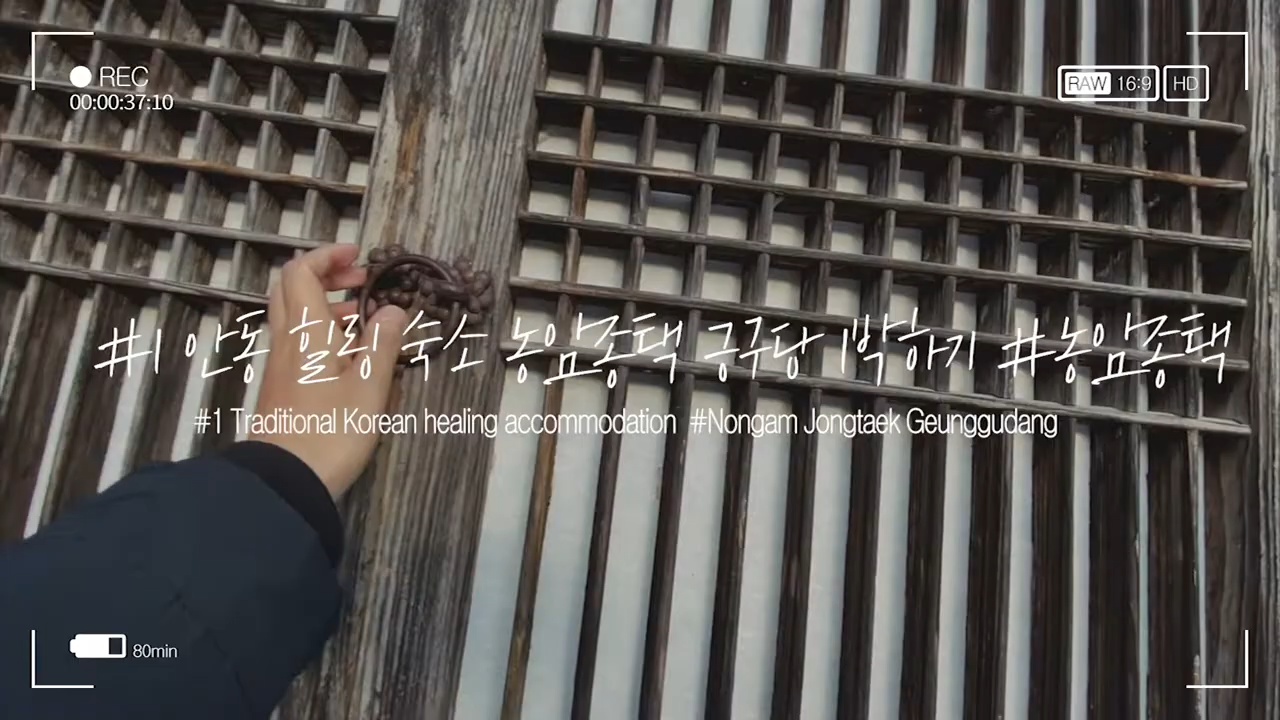 REC
RAW 16:9 HD
00:00:37:10
#1 안동 힐링 숙소 농암종택 긍구당 1박하기 #농암종택
#1 Traditional Korean healing accommodation #Nongam Jongtaek Geunggudang
80min